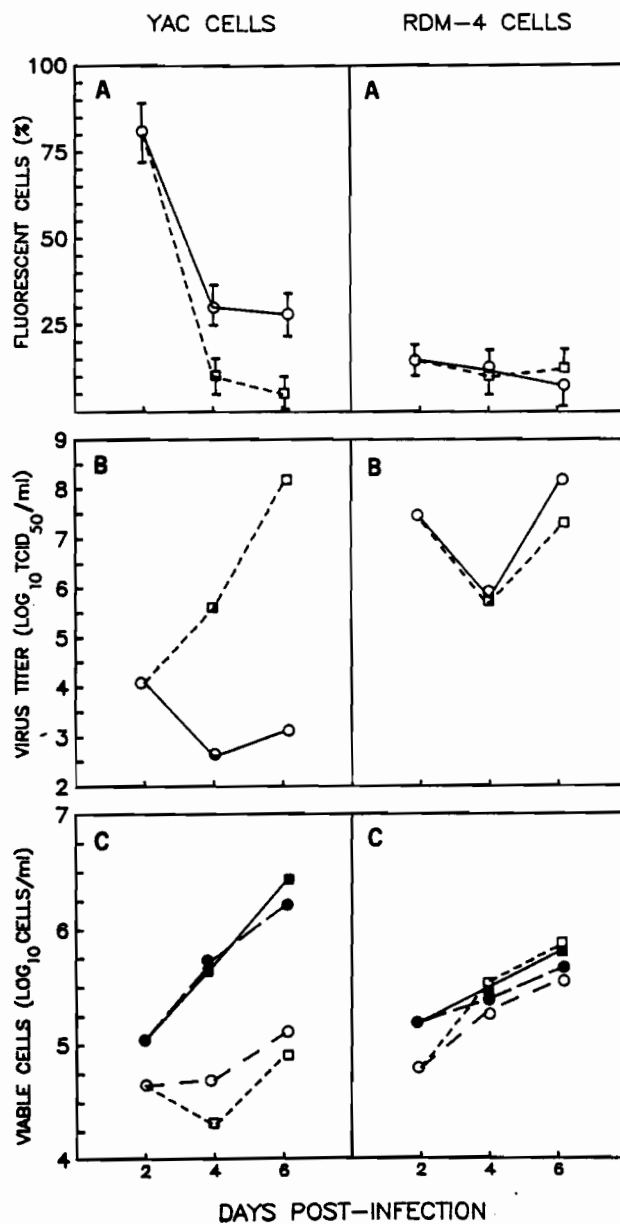 YAC CELLS
RDM-4 CELLS
A
A
100
75
50
25
FLUORESCENT CELLS (%)
B
B
9
8
7
6
5
4
3
2
VIRUS TITER (LOG10 TCID50/ml)
C
C
7
6
5
4
VIABLE CELLS (LOG10 CELLS/ml)
2 4 6
2 4 6
DAYS POST-INFECTION